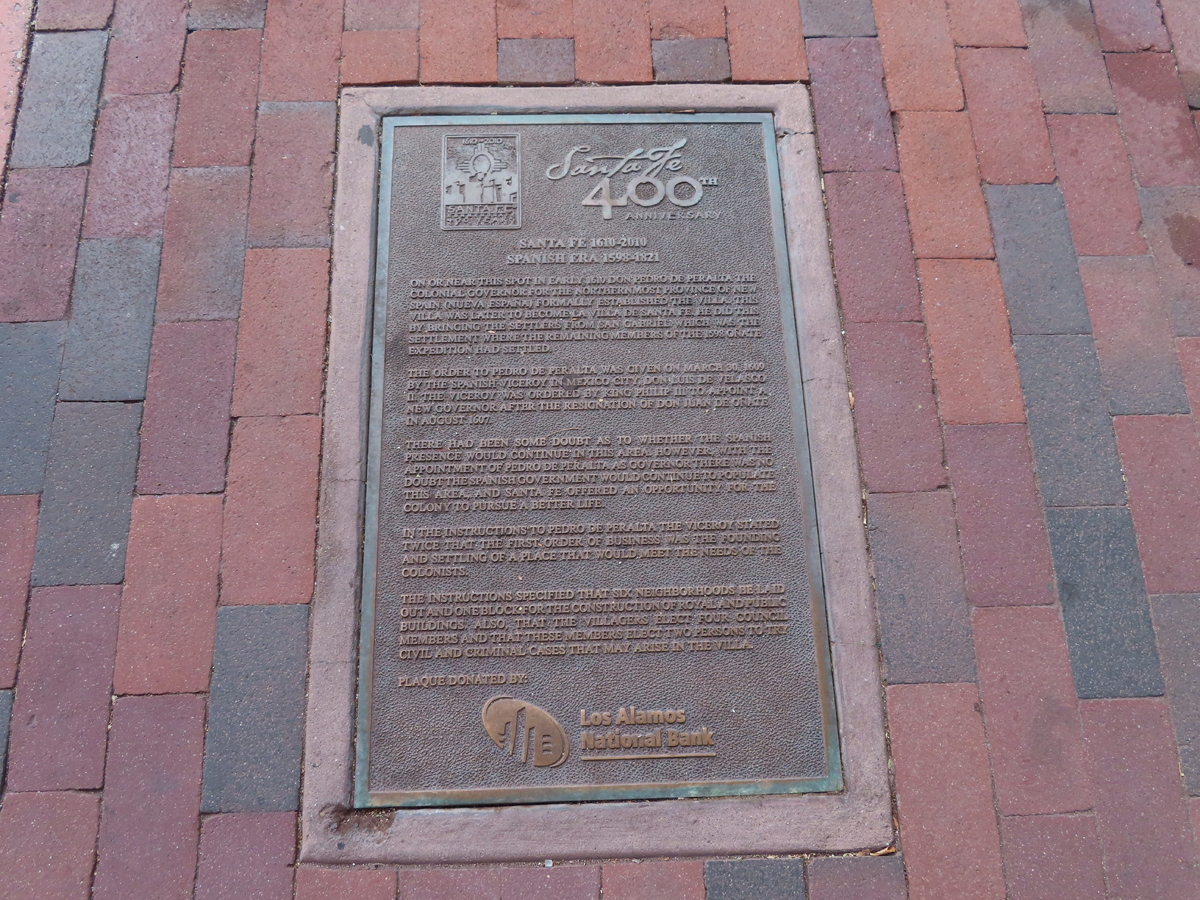 1610-2010
SANTA FE
Santa Fe
400TH
ANNIVERSARY
SANTA FE 1610-2010
SPANISH ERA 1598-1821
ON OR NEAR THIS SPOT IN EARLY 1610 DON PEDRO DE PERALTA THE
COLONIAL GOVERNOR FOR THE NORTHERNMOST PROVINCE OF NEW
SPAIN (NUEVA ESPAÑA) FORMALLY ESTABLISHED THE VILLA. THIS
VILLA WAS LATER TO BECOME LA VILLA DE SANTA FE. HE DID THIS
BY BRINGING THE SETTLERS FROM SAN GABRIEL, WHICH WAS THE
SETTLEMENT WHERE THE REMAINING MEMBERS OF THE 1598 OÑATE
EXPEDITION HAD SETTLED.
THE ORDER TO PEDRO DE PERALTA WAS GIVEN ON MARCH 30, 1609
BY THE SPANISH VICEROY IN MEXICO CITY, DON LUIS DE VELASCO
II. THE VICEROY WAS ORDERED BY KING PHILIP III TO APPOINT A
NEW GOVERNOR AFTER THE RESIGNATION OF DON JUAN DE OÑATE
IN AUGUST 1607.
THERE HAD BEEN SOME DOUBT AS TO WHETHER THE SPANISH
PRESENCE WOULD CONTINUE IN THIS AREA. HOWEVER, WITH THE
APPOINTMENT OF PEDRO DE PERALTA AS GOVERNOR THERE WAS NO
DOUBT THE SPANISH GOVERNMENT WOULD CONTINUE TO POPULATE
THIS AREA, AND SANTA FE OFFERED AN OPPORTUNITY FOR THE
COLONY TO PURSUE A BETTER LIFE.
IN THE INSTRUCTIONS TO PEDRO DE PERALTA THE VICEROY STATED
TWICE THAT THE FIRST ORDER OF BUSINESS WAS THE FOUNDING
AND SETTLING OF A PLACE THAT WOULD MEET THE NEEDS OF THE
COLONISTS.
THE INSTRUCTIONS SPECIFIED THAT SIX NEIGHBORHOODS BE LAID
OUT AND ONE BLOCK FOR THE CONSTRUCTION OF ROYAL AND PUBLIC
BUILDINGS. ALSO, THAT THE VILLAGERS ELECT FOUR COUNCIL
MEMBERS AND THAT THESE MEMBERS ELECT TWO PERSONS TO TRY
CIVIL AND CRIMINAL CASES THAT MAY ARISE IN THE VILLA.
PLAQUE DONATED BY:
Los Alamos
National Bank